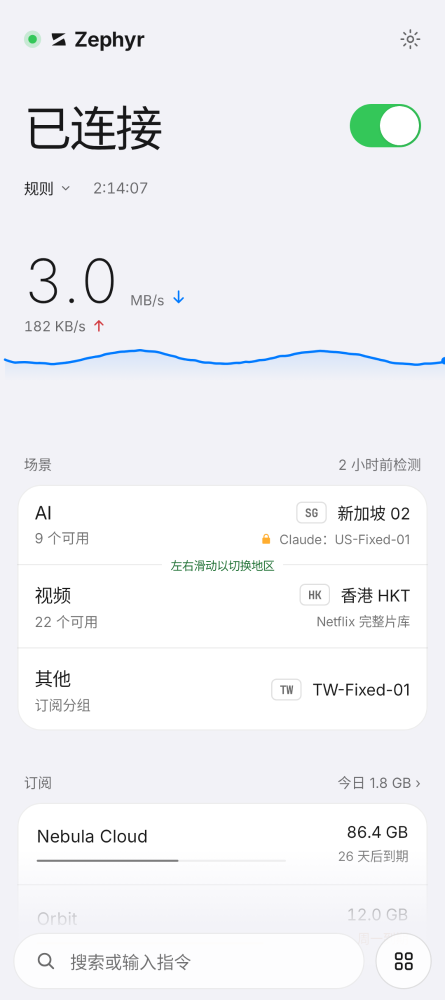 Zephyr
已连接
规则 2:14:07
3.0 MB/s ↓
182 KB/s ↑
场景 2 小时前检测
AI SG 新加坡 02
9 个可用 Claude：US-Fixed-01
左右滑动以切换地区
视频 HK 香港 HKT
22 个可用 Netflix 完整片库
其他 TW TW-Fixed-01
订阅分组
订阅 今日 1.8 GB ›
Nebula Cloud 86.4 GB
26 天后到期
Orbit 12.0 GB
搜索或输入指令